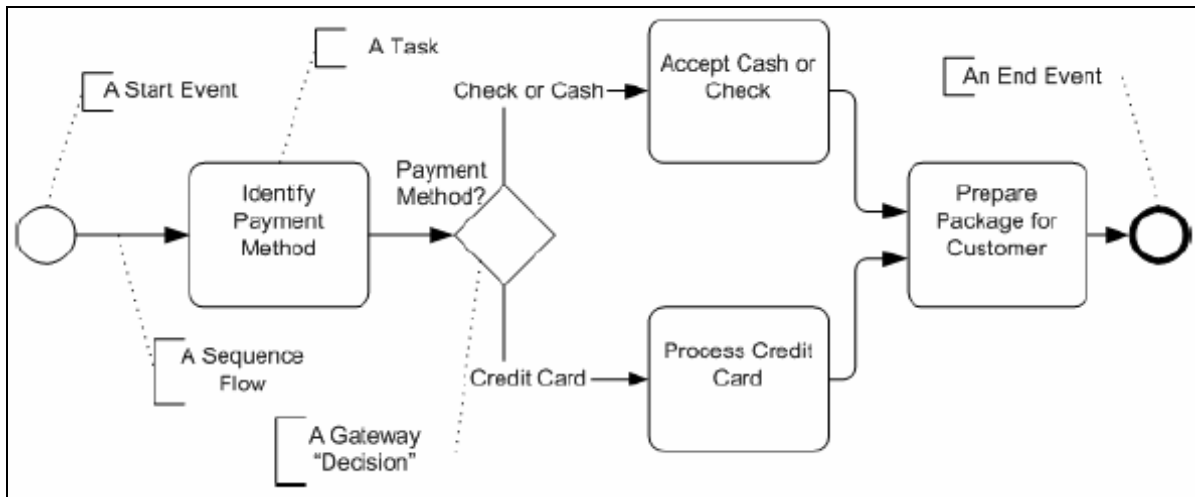 A Start Event
A Task
Identify
Payment
Method
A Sequence
Flow
Payment
Method?
A Gateway
“Decision”
Check or Cash
Accept Cash or
Check
Credit Card
Process Credit
Card
Prepare
Package for
Customer
An End Event